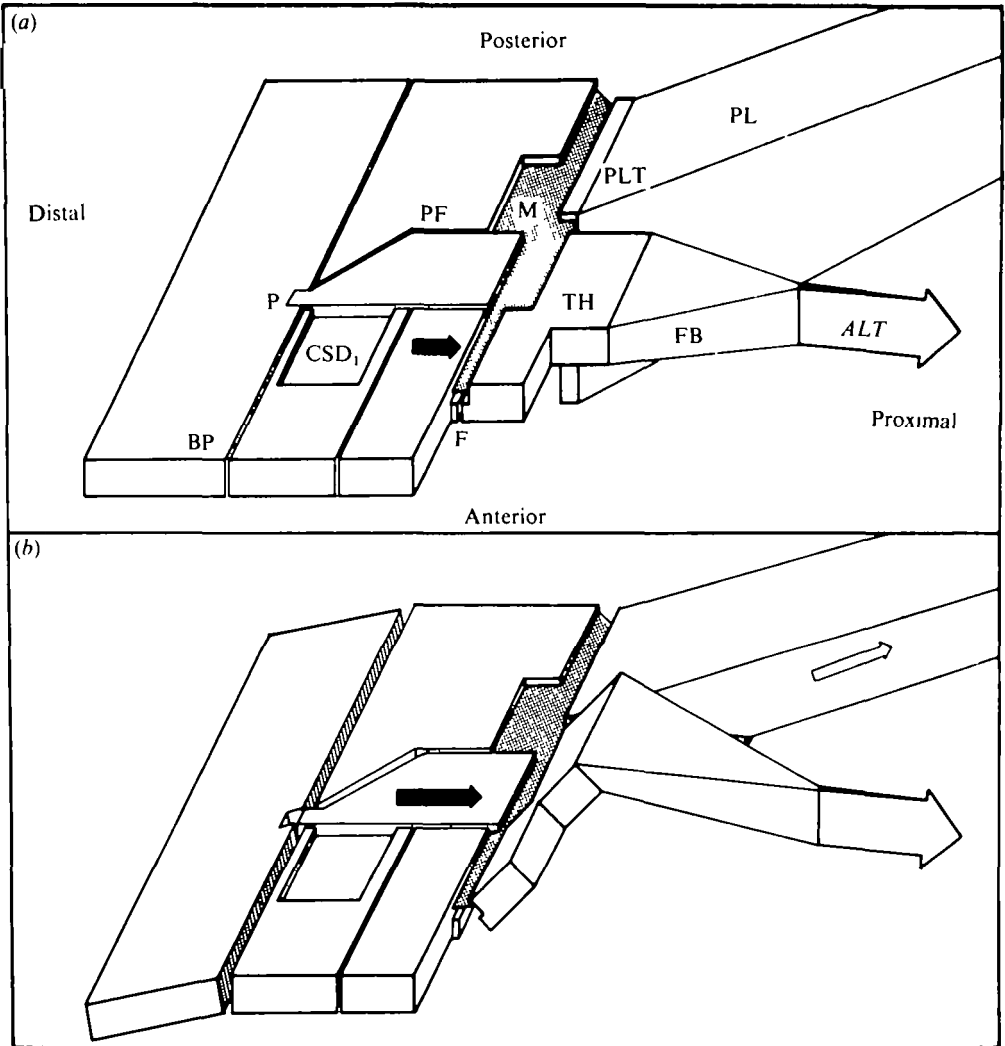 (a)
Posterior
PL
PLT
Distal
PF
M
P
TH
CSD1
FB
ALT
BP
F
Proximal
Anterior
(b)